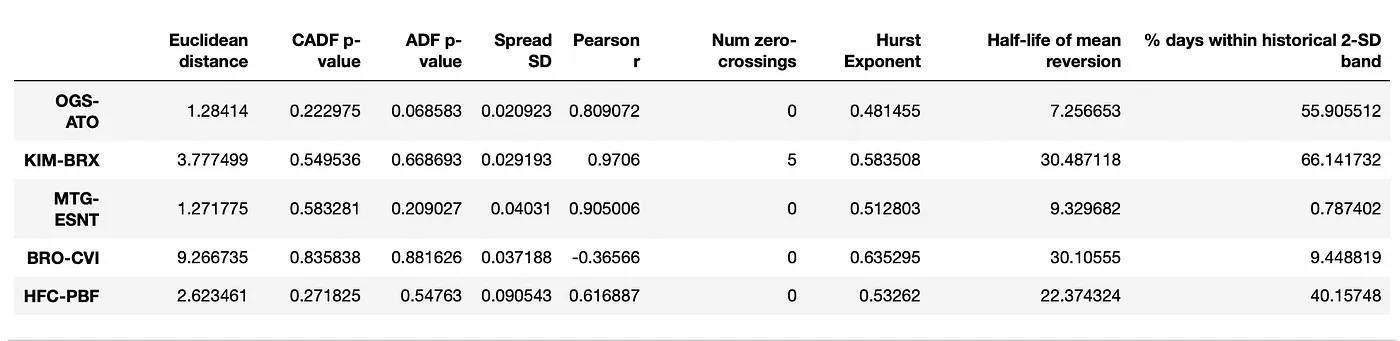 Euclidean distance CADF p-value ADF p-value Spread SD Pearson r Num zero-crossings Hurst Exponent Half-life of mean reversion % days within historical 2-SD band
OGS-ATO 1.28414 0.222975 0.068583 0.020923 0.809072 0 0.481455 7.256653 55.905512
KIM-BRX 3.777499 0.549536 0.668693 0.029193 0.9706 5 0.583508 30.487118 66.141732
MTG-ESNT 1.271775 0.583281 0.209027 0.04031 0.905006 0 0.512803 9.329682 0.787402
BRO-CVI 9.266735 0.835838 0.881626 0.037188 -0.36566 0 0.635295 30.10555 9.448819
HFC-PBF 2.623461 0.271825 0.54763 0.090543 0.616887 0 0.53262 22.374324 40.15748